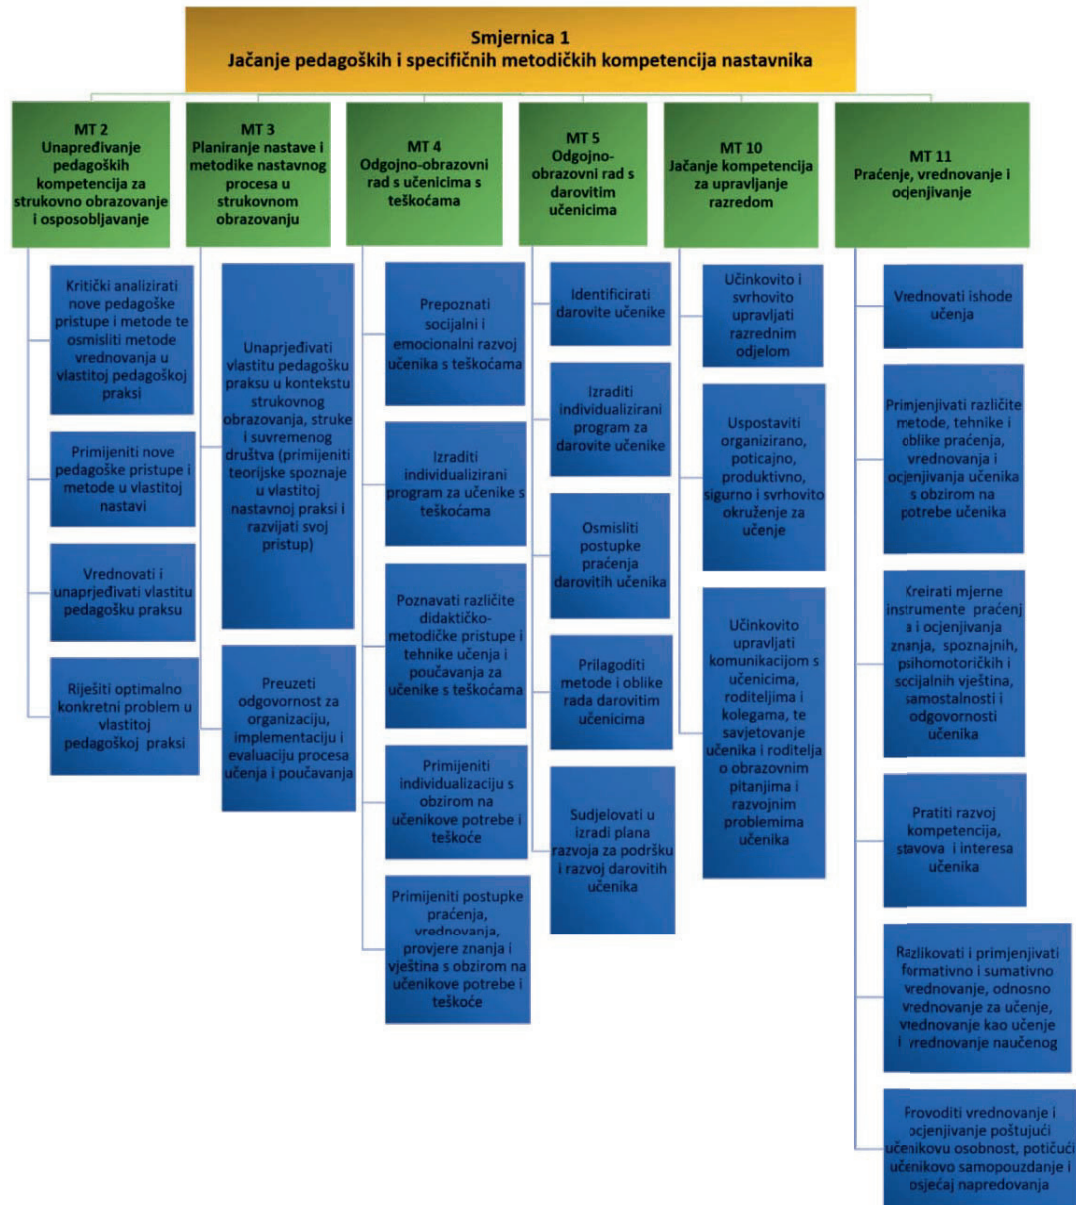 Smjernica 1
Jačanje pedagoških i specifičnih metodičkih kompetencija nastavnika
MT 2
Unapređivanje
pedagoških
kompetencija za
strukovno obrazovanje
i osposobljavanje
Kritički analizirati
nove pedagoške
pristupe i metode te
osmisliti metode
vrednovanja u
vlastitoj pedagoškoj
praksi
Primijeniti nove
pedagoške pristupe i
metode u vlastitoj
nastavi
Vrednovati i
unaprjeđivati vlastitu
pedagošku praksu
Riješiti optimalno
konkretni problem u
vlastitoj
pedagoškoj praksi
MT 3
Planiranje nastave i
metodike nastavnog
procesa u
strukovnom
obrazovanju
Unaprjeđivati
vlastitu pedagošku
praksu u kontekstu
strukovnog
obrazovanja, struke
i suvremenog
društva (primijeniti
teorijske spoznaje
u vlastitoj
nastavnoj praksi i
razvijati svoj
pristup)
Preuzeti
odgovornost za
organizaciju,
implementaciju i
evaluaciju procesa
učenja i poučavanja
MT 4
Odgojno-obrazovni
rad s učenicima s
teškoćama
Prepoznati
socijalni i
emocionalni razvoj
učenika s teškoćama
Izraditi
individualizirani
program za učenike s
teškoćama
Poznavati različite
didaktičko-
metodičke pristupe i
tehnike učenja i
poučavanja za
učenike s teškoćama
Primijeniti
individualizaciju s
obzirom na
učenikove potrebe i
teškoće
Primijeniti postupke
praćenja,
vrednovanja,
provjere znanja i
vještina s obzirom na
učenikove potrebe i
teškoće
MT 5
Odgojno-
obrazovni rad s
darovitim
učenicima
Identificirati
darovite učenike
Izraditi
individualizirani
program za
darovite učenike
Osmisliti
postupke
praćenja
darovitih učenika
Prilagoditi
metode i oblike
rada darovitim
učenicima
Sudjelovati u
izradi plana
razvoja za podršku
i razvoj darovitih
učenika
MT 10
Jačanje kompetencija
za upravljanje
razredom
Učinkovito i
svrhovito
upravljati
razrednim
odjelom
Uspostaviti
organizirano,
poticajno,
produktivno,
sigurno i svrhovito
okruženje za
učenje
Učinkovito
upravljati
komunikacijom s
učenicima,
roditeljima i
kolegama, te
savjetovanje
učenika i roditelja
o obrazovnim
pitanjima i
razvojnim
problemima
učenika
MT 11
Praćenje, vrednovanje i
ocjenjivanje
Vrednovati ishode
učenja
Primjenjivati različite
metode, tehnike i
oblike praćenja,
vrednovanja i
ocjenjivanja učenika
s obzirom na
potrebe učenika
Kreirati mjerne
instrumente praćenj
a i ocjenjivanja
znanja, spoznajnih,
psihomotoričkih i
socijalnih vještina,
samostalnosti i
odgovornosti
učenika
Pratiti razvoj
kompetencija,
stavova i interesa
učenika
Razlikovati i primjenjivati
formativno i sumativno
vrednovanje, odnosno
vrednovanje za učenje,
vrednovanje kao učenje
i vrednovanje naučenog
Provoditi vrednovanje i
ocjenjivanje poštujući
učenikovu osobnost, potičući
učenikovo samopouzdanje i
osjećaj napredovanja